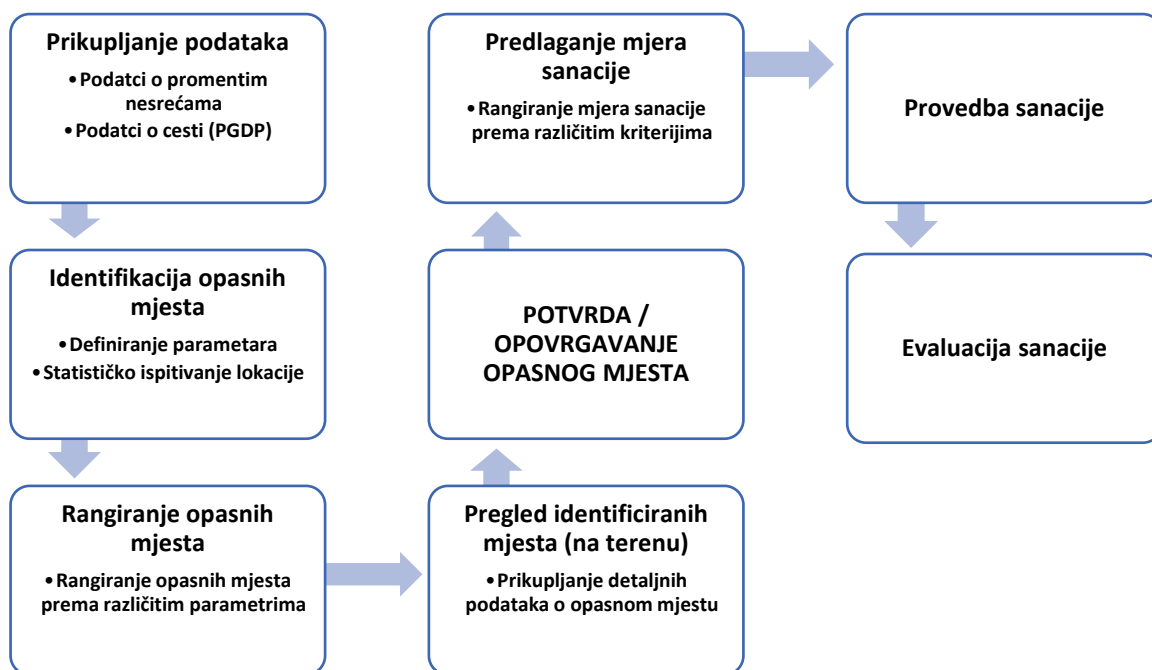 Prikupljanje podataka
•Podatci o promentim
nesrećama
•Podatci o cesti (PGDP)
Identifikacija opasnih
mjesta
•Definiranje parametara
•Statističko ispitivanje lokacije
Rangiranje opasnih
mjesta
•Rangiranje opasnih mjesta
prema različitim parametrima
Pregled identificiranih
mjesta (na terenu)
•Prikupljanje detaljnih
podataka o opasnom mjestu
POTVRDA /
OPOVRGAVANJE
OPASNOG MJESTA
Predlaganje mjera
sanacije
•Rangiranje mjera sanacije
prema različitim kriterijima
Provedba sanacije
Evaluacija sanacije